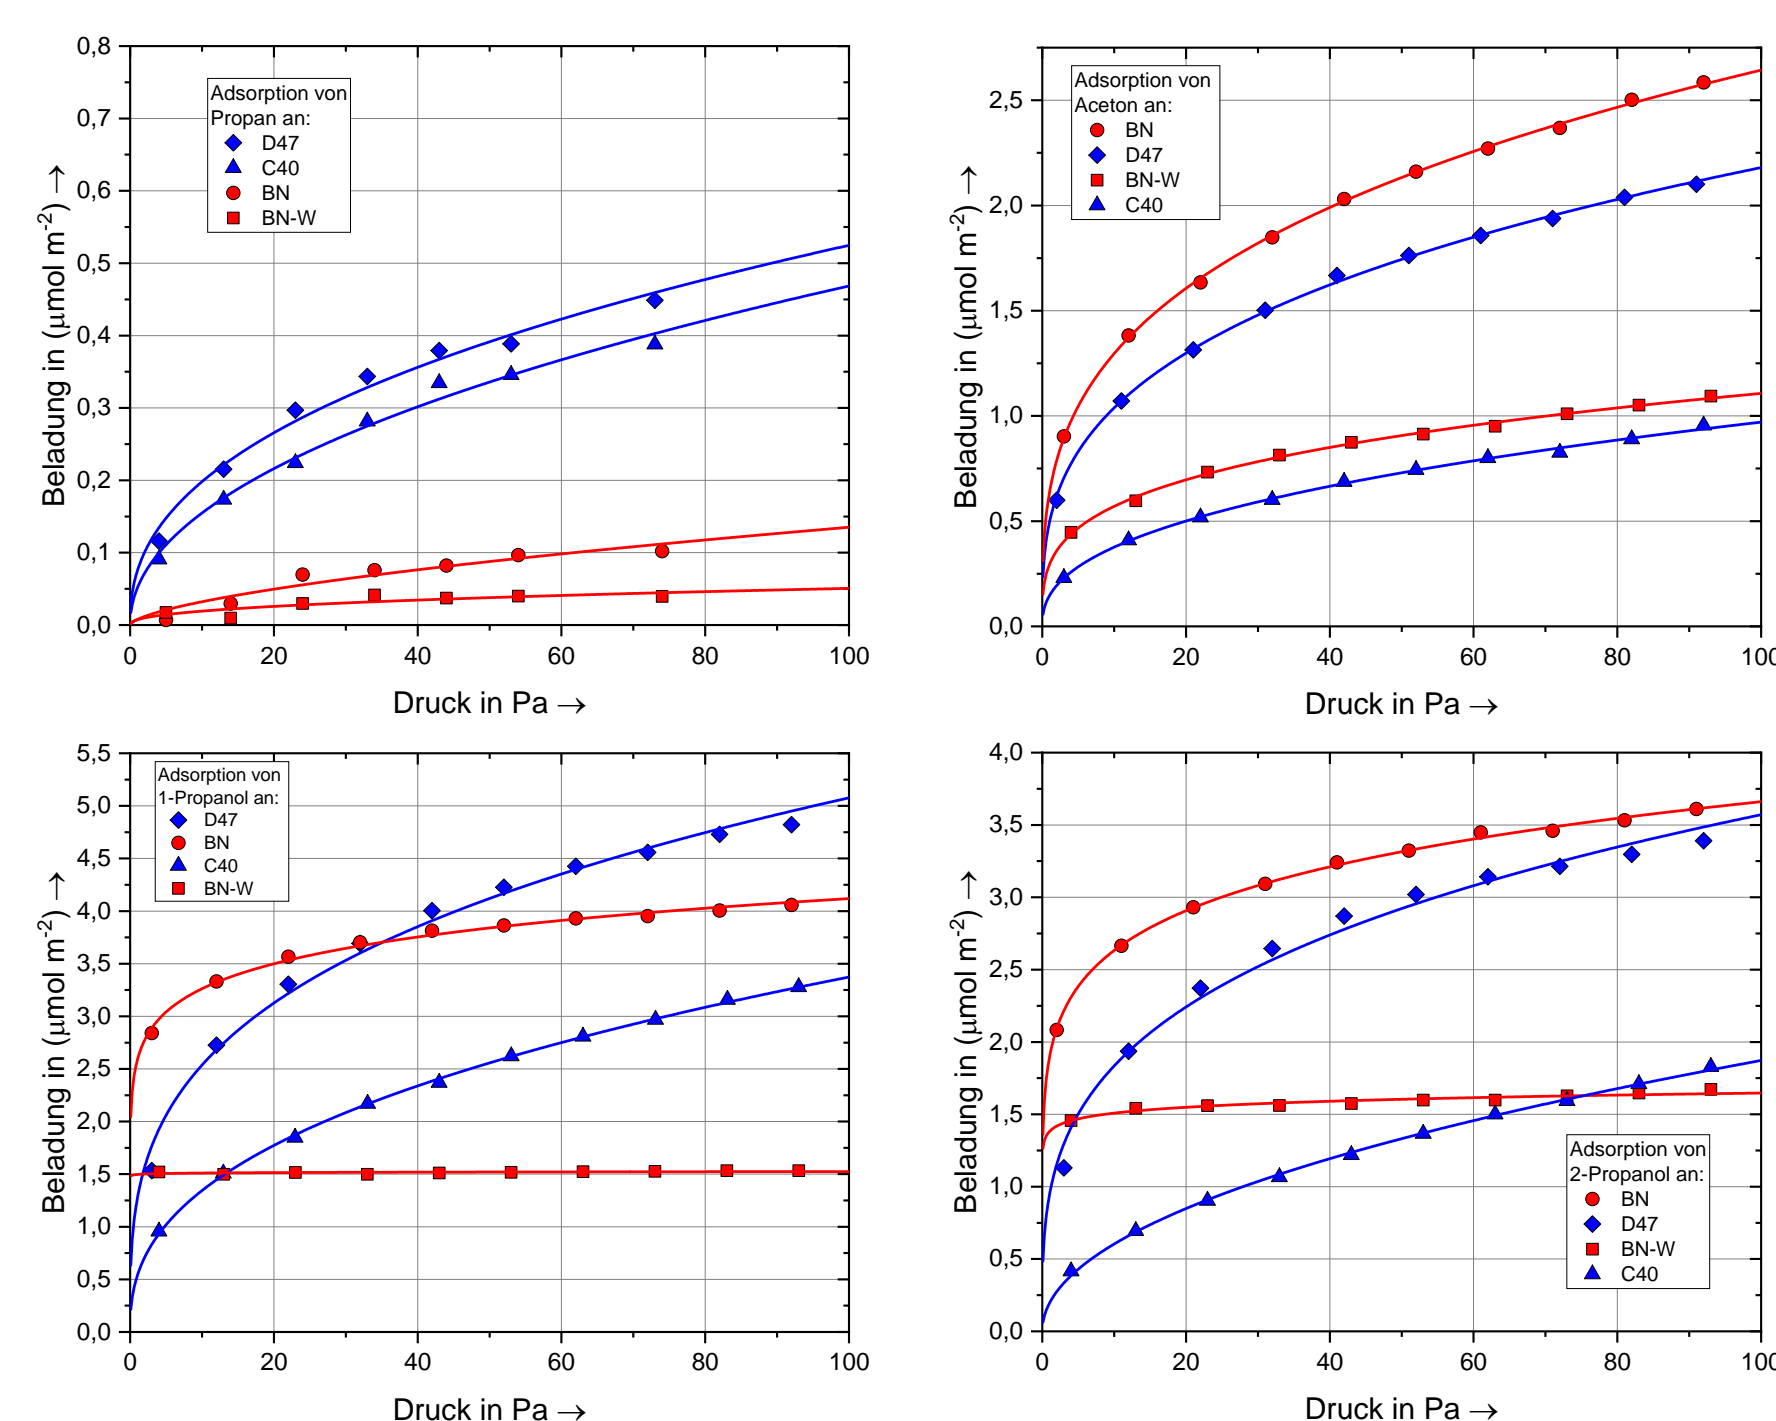 0,8
0,7
0,6
0,5
0,4
0,3
0,2
0,1
0,0
Beladung in (μmol m-2) →
Adsorption von
Propan an:
D47
C40
BN
BN-W
0 20 40 60 80 100
Druck in Pa →
2,5
2,0
1,5
1,0
0,5
0,0
Beladung in (μmol m-2) →
Adsorption von
Aceton an:
BN
D47
BN-W
C40
0 20 40 60 80 100
Druck in Pa →
5,5
5,0
4,5
4,0
3,5
3,0
2,5
2,0
1,5
1,0
0,5
0,0
Beladung in (μmol m-2) →
Adsorption von
1-Propanol an:
D47
BN
C40
BN-W
0 20 40 60 80 100
Druck in Pa →
4,0
3,5
3,0
2,5
2,0
1,5
1,0
0,5
0,0
Beladung in (μmol m-2) →
Adsorption von
2-Propanol an:
BN
D47
BN-W
C40
0 20 40 60 80 100
Druck in Pa →